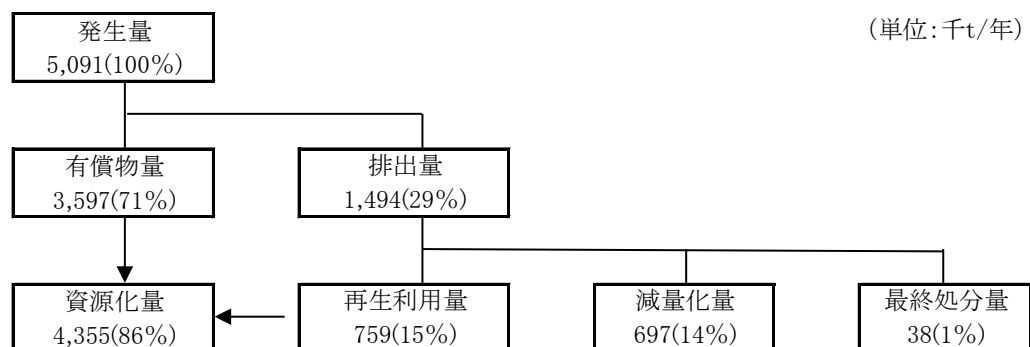 発生量
5,091(100%)
(単位:千t/年)
有償物量
3,597(71%)
排出量
1,494(29%)
資源化量
4,355(86%)
再生利用量
759(15%)
減量化量
697(14%)
最終処分量
38(1%)